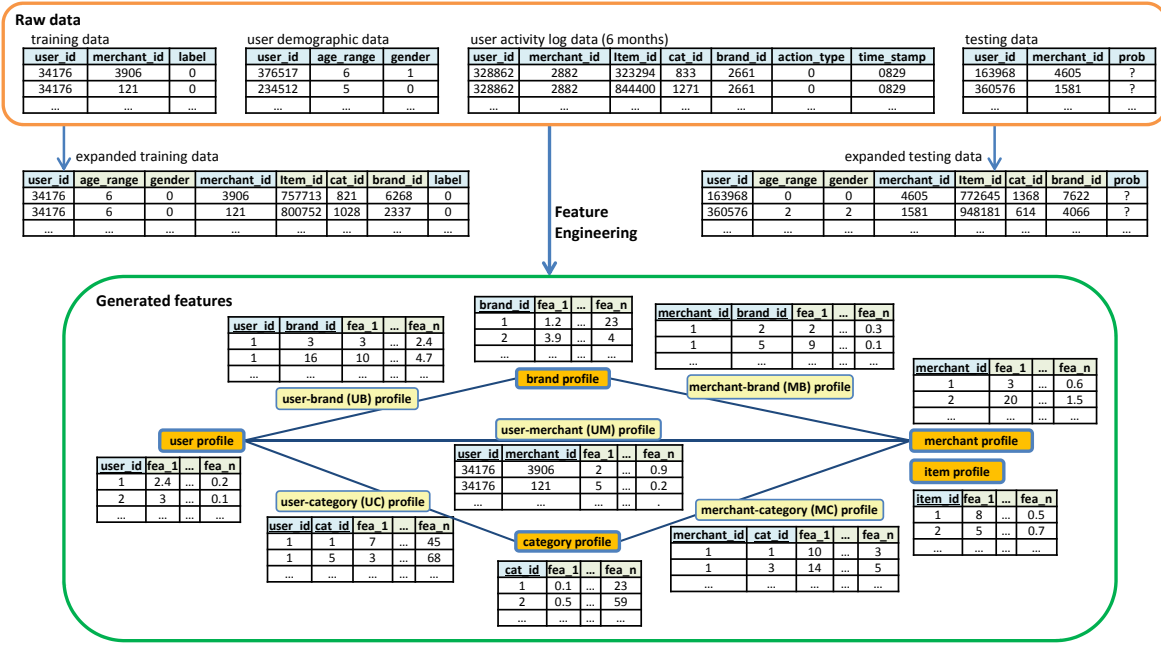 Raw data
training data
user_id merchant_id label
34176 3906 0
34176 121 0
... ... ...
user demographic data
user_id age_range gender
376517 6 1
234512 5 0
... ... ...
user activity log data (6 months)
user_id merchant_id Item_id cat_id brand_id action_type time_stamp
328862 2882 323294 833 2661 0 0829
328862 2882 844400 1271 2661 0 0829
... ... ... ... ... ... ...
testing data
user_id merchant_id prob
163968 4605 ?
360576 1581 ?
... ... ...
expanded training data
user_id age_range gender merchant_id Item_id cat_id brand_id label
34176 6 0 3906 757713 821 6268 0
34176 6 0 121 800752 1028 2337 0
... ... ... ... ... ... ... ...
Feature
Engineering
expanded testing data
user_id age_range gender merchant_id Item_id cat_id brand_id prob
163968 0 0 4605 772645 1368 7622 ?
360576 2 2 1581 948181 614 4066 ?
... ... ... ... ... ... ... ...
Generated features
user_id brand_id fea_1 ... fea_n
1 3 3 ... 2.4
1 16 10 ... 4.7
... ... ... ... ...
brand_id fea_1 ... fea_n
1 1.2 ... 23
2 3.9 ... 4
... ... ...
merchant_id brand_id fea_1 ... fea_n
1 2 2 ... 0.3
1 5 9 ... 0.1
... ... ... ...
merchant_id fea_1 ... fea_n
1 3 ... 0.6
2 20 ... 1.5
... ... ...
brand profile
user-brand (UB) profile
merchant-brand (MB) profile
user-merchant (UM) profile
user profile
merchant profile
user_id merchant_id fea_1 ... fea_n
34176 3906 2 ... 0.9
34176 121 5 ... 0.2
... ... ... .
user_id fea_1 ... fea_n
1 2.4 ... 0.2
2 3 ... 0.1
... ... ...
item profile
item_id fea_1 ... fea_n
1 8 ... 0.5
2 5 ... 0.7
... ... ...
user-category (UC) profile
merchant-category (MC) profile
user_id cat_id fea_1 ... fea_n
1 1 7 ... 45
1 5 3 ... 68
... ... ... ...
category profile
merchant_id cat_id fea_1 ... fea_n
1 1 10 ... 3
1 3 14 ... 5
... ... ... ...
cat_id fea_1 ... fea_n
1 0.1 ... 23
2 0.5 ... 59
... ... ...